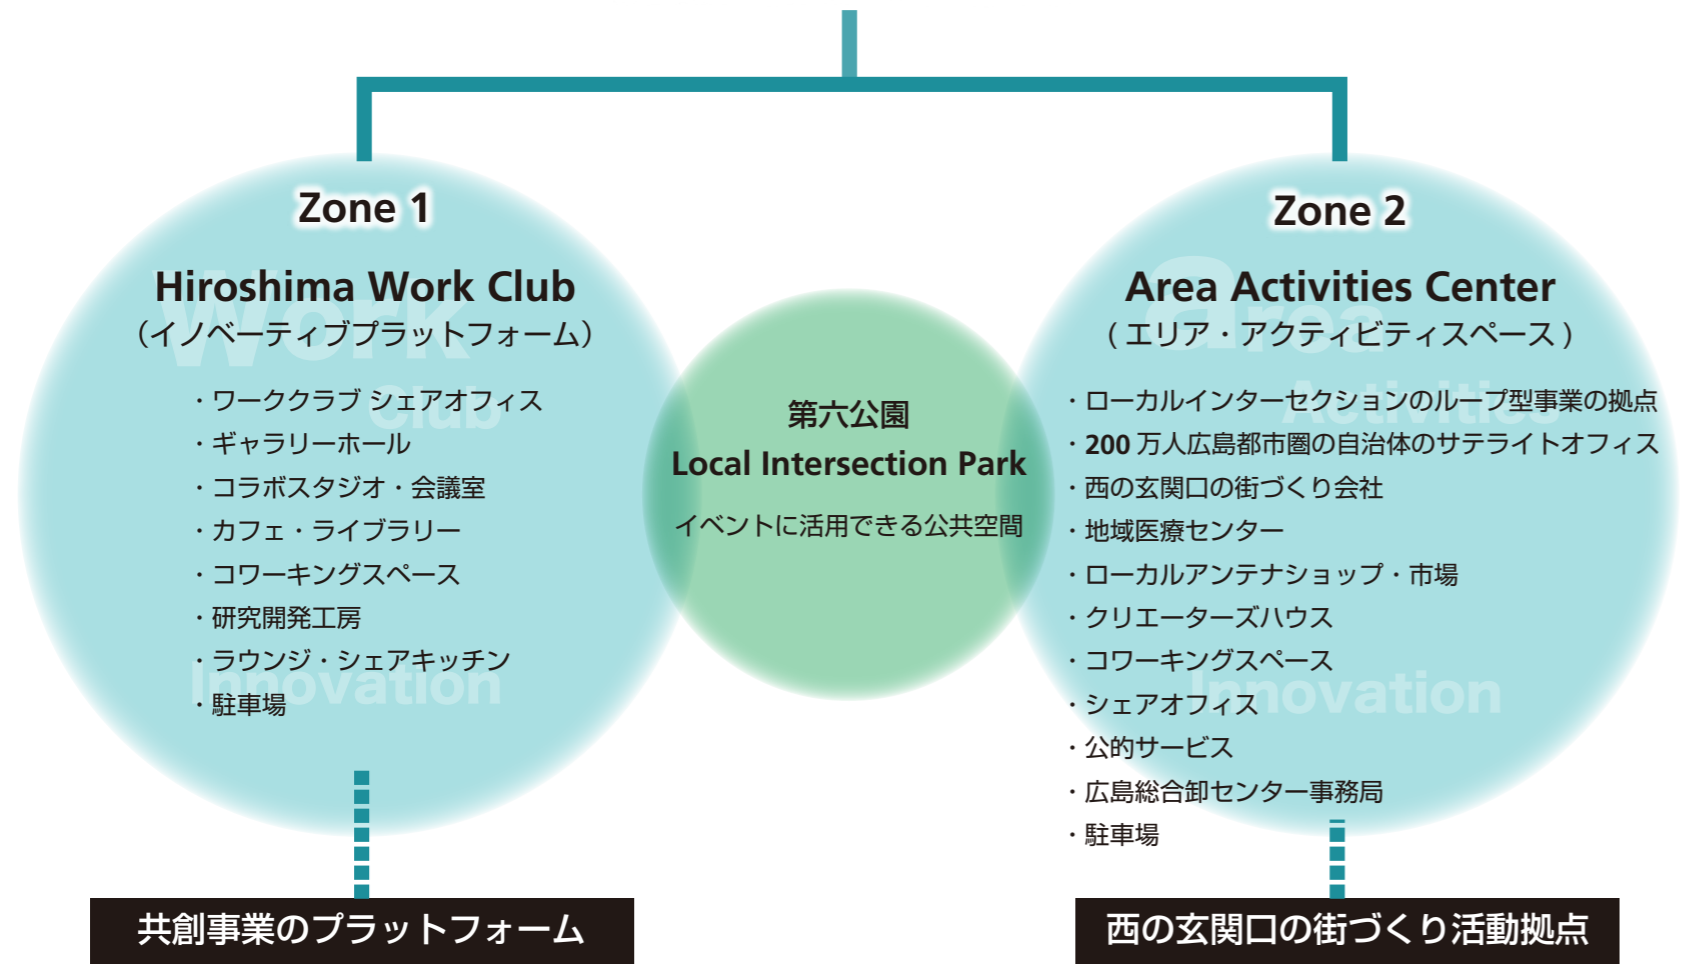 Zone 1
Work
Hiroshima Work Club
（イノベーティブプラットフォーム）
Club
・ワーククラブ シェアオフィス
・ギャラリーホール
・コラボスタジオ・会議室
・カフェ・ライブラリー
・コワーキングスペース
・研究開発工房
・ラウンジ・シェアキッチン
Innovation
・駐車場
共創事業のプラットフォーム
第六公園
Local Intersection Park
イベントに活用できる公共空間
Zone 2
area
Area Activities Center
（エリア・アクティビティスペース）
Activities
・ローカルインターセクションのループ型事業の拠点
・200 万人広島都市圏の自治体のサテライトオフィス
・西の玄関口の街づくり会社
・地域医療センター
・ローカルアンテナショップ・市場
・クリエーターズハウス
・コワーキングスペース
Innovation
・シェアオフィス
・公的サービス
・広島総合卸センター事務局
・駐車場
西の玄関口の街づくり活動拠点